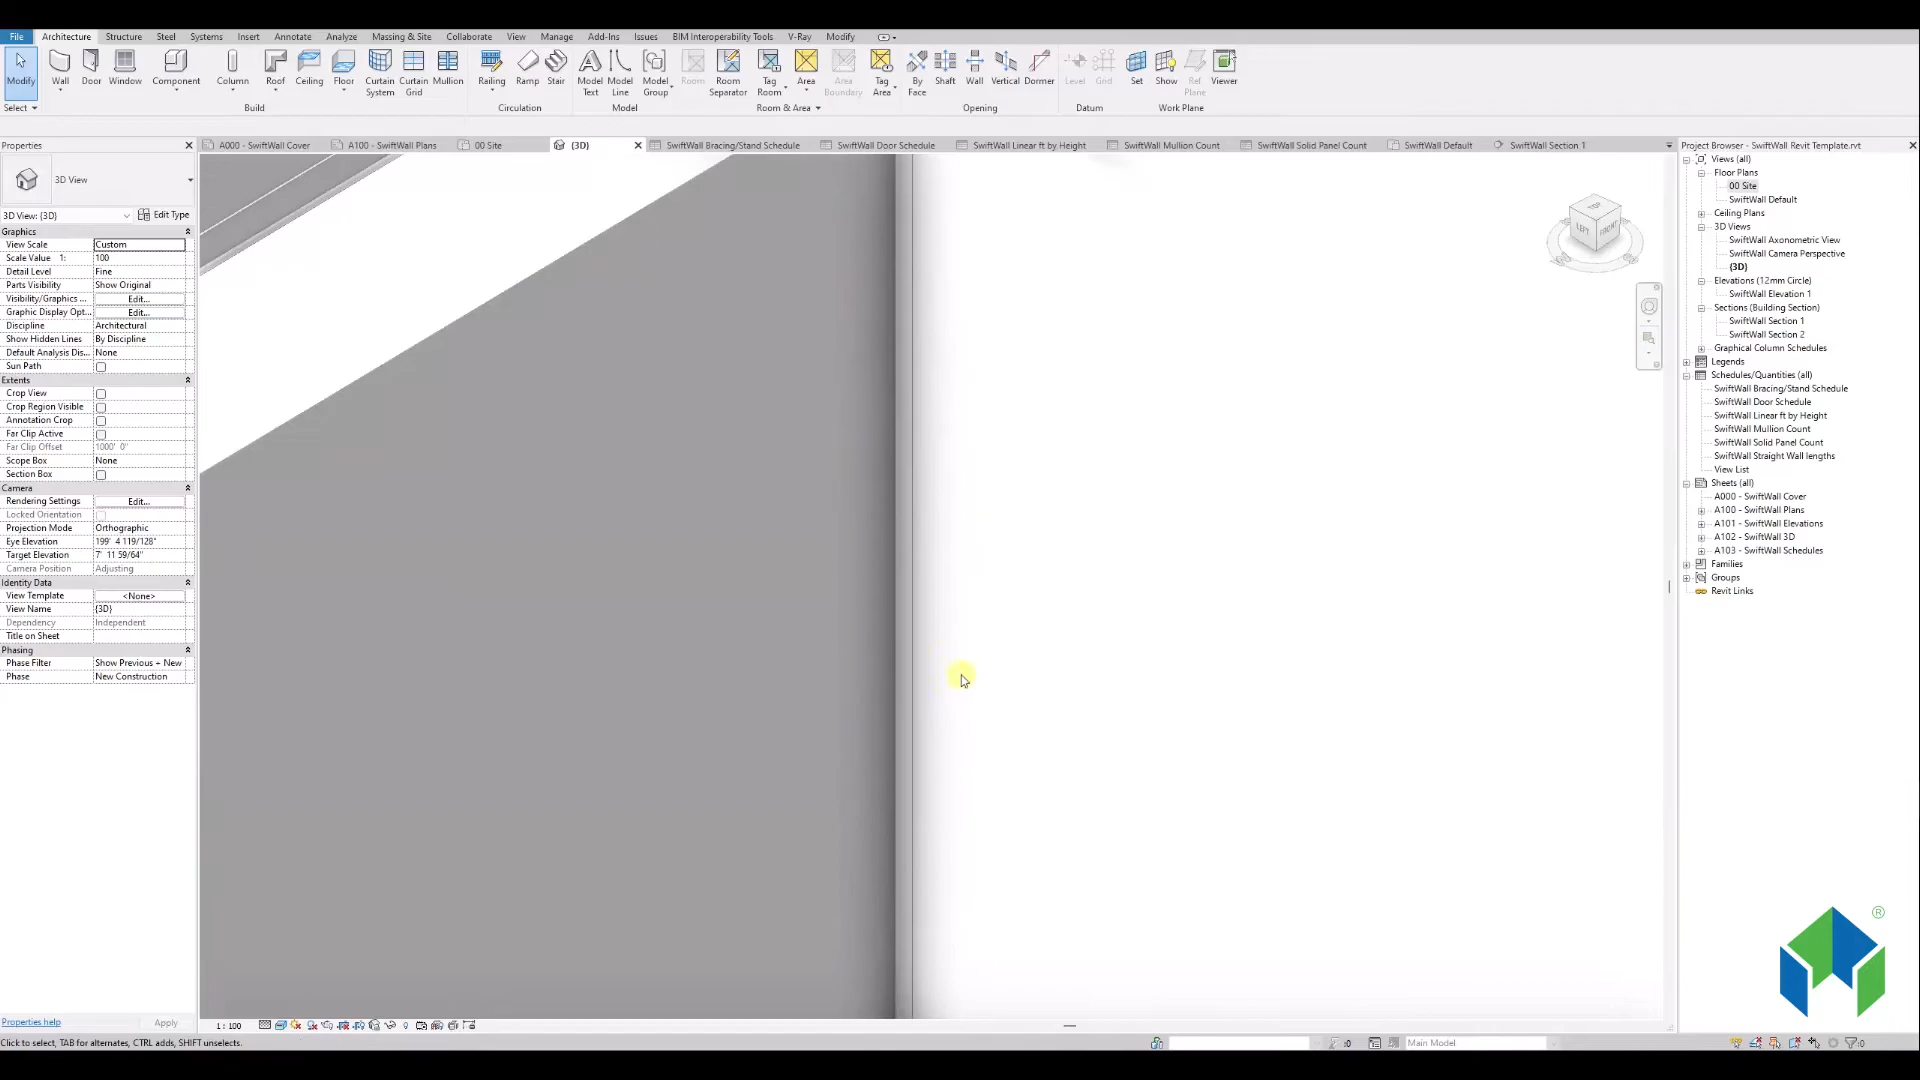 File Architecture Structure Steel Systems Insert Annotate Analyze Massing & Site Collaborate View Manage Add-Ins Issues BIM Interoperability Tools V-Ray Modify
Modify Wall Door Window Component Column Roof Ceiling Floor Curtain System Curtain Grid Mullion Railing Ramp Stair Model Text Model Line Model Group Room Room Separator Tag Room Area Area Boundary Tag Area By Face Shaft Wall Vertical Dormer Level Grid Set Show Ref Plane Viewer
Select Build Circulation Model Room & Area Opening Datum Work Plane
Properties
A000 - SwiftWall Cover A100 - SwiftWall Plans 00 Site {3D} SwiftWall Bracing/Stand Schedule SwiftWall Door Schedule SwiftWall Linear ft by Height SwiftWall Mullion Count SwiftWall Solid Panel Count SwiftWall Default SwiftWall Section 1
3D View
3D View: {3D} Edit Type
Graphics
View Scale Custom
Scale Value 1: 100
Detail Level Fine
Parts Visibility Show Original
Visibility/Graphics ... Edit...
Graphic Display Opt... Edit...
Discipline Architectural
Show Hidden Lines By Discipline
Default Analysis Dis... None
Sun Path
Extents
Crop View
Crop Region Visible
Annotation Crop
Far Clip Active
Far Clip Offset 1000' 0"
Scope Box None
Section Box
Camera
Rendering Settings Edit...
Locked Orientation
Projection Mode Orthographic
Eye Elevation 199' 4 119/128"
Target Elevation 7' 11 59/64"
Camera Position Adjusting
Identity Data
View Template <None>
View Name {3D}
Dependency Independent
Title on Sheet
Phasing
Phase Filter Show Previous + New
Phase New Construction
Properties help Apply
TOP
LEFT FRONT
Project Browser - SwiftWall Revit Template.rvt
Views (all)
Floor Plans
00 Site
SwiftWall Default
Ceiling Plans
3D Views
SwiftWall Axonometric View
SwiftWall Camera Perspective
{3D}
Elevations (12mm Circle)
SwiftWall Elevation 1
Sections (Building Section)
SwiftWall Section 1
SwiftWall Section 2
Graphical Column Schedules
Legends
Schedules/Quantities (all)
SwiftWall Bracing/Stand Schedule
SwiftWall Door Schedule
SwiftWall Linear ft by Height
SwiftWall Mullion Count
SwiftWall Solid Panel Count
SwiftWall Straight Wall lengths
View List
Sheets (all)
A000 - SwiftWall Cover
A100 - SwiftWall Plans
A101 - SwiftWall Elevations
A102 - SwiftWall 3D
A103 - SwiftWall Schedules
Families
Groups
Revit Links
®
1 : 100
Click to select, TAB for alternates, CTRL adds, SHIFT unselects. :0 Main Model :0